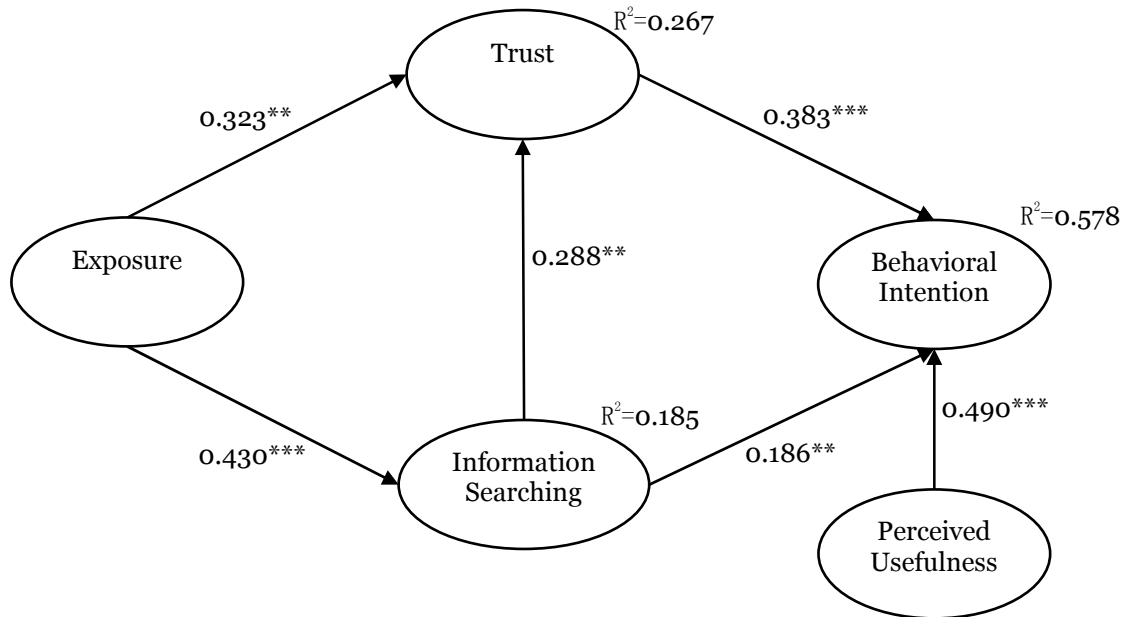 R²=0.267
Trust
0.323**
0.383***
R²=0.578
Exposure
0.288**
Behavioral
Intention
R²=0.185
0.490***
0.430***
Information
Searching
0.186**
Perceived
Usefulness